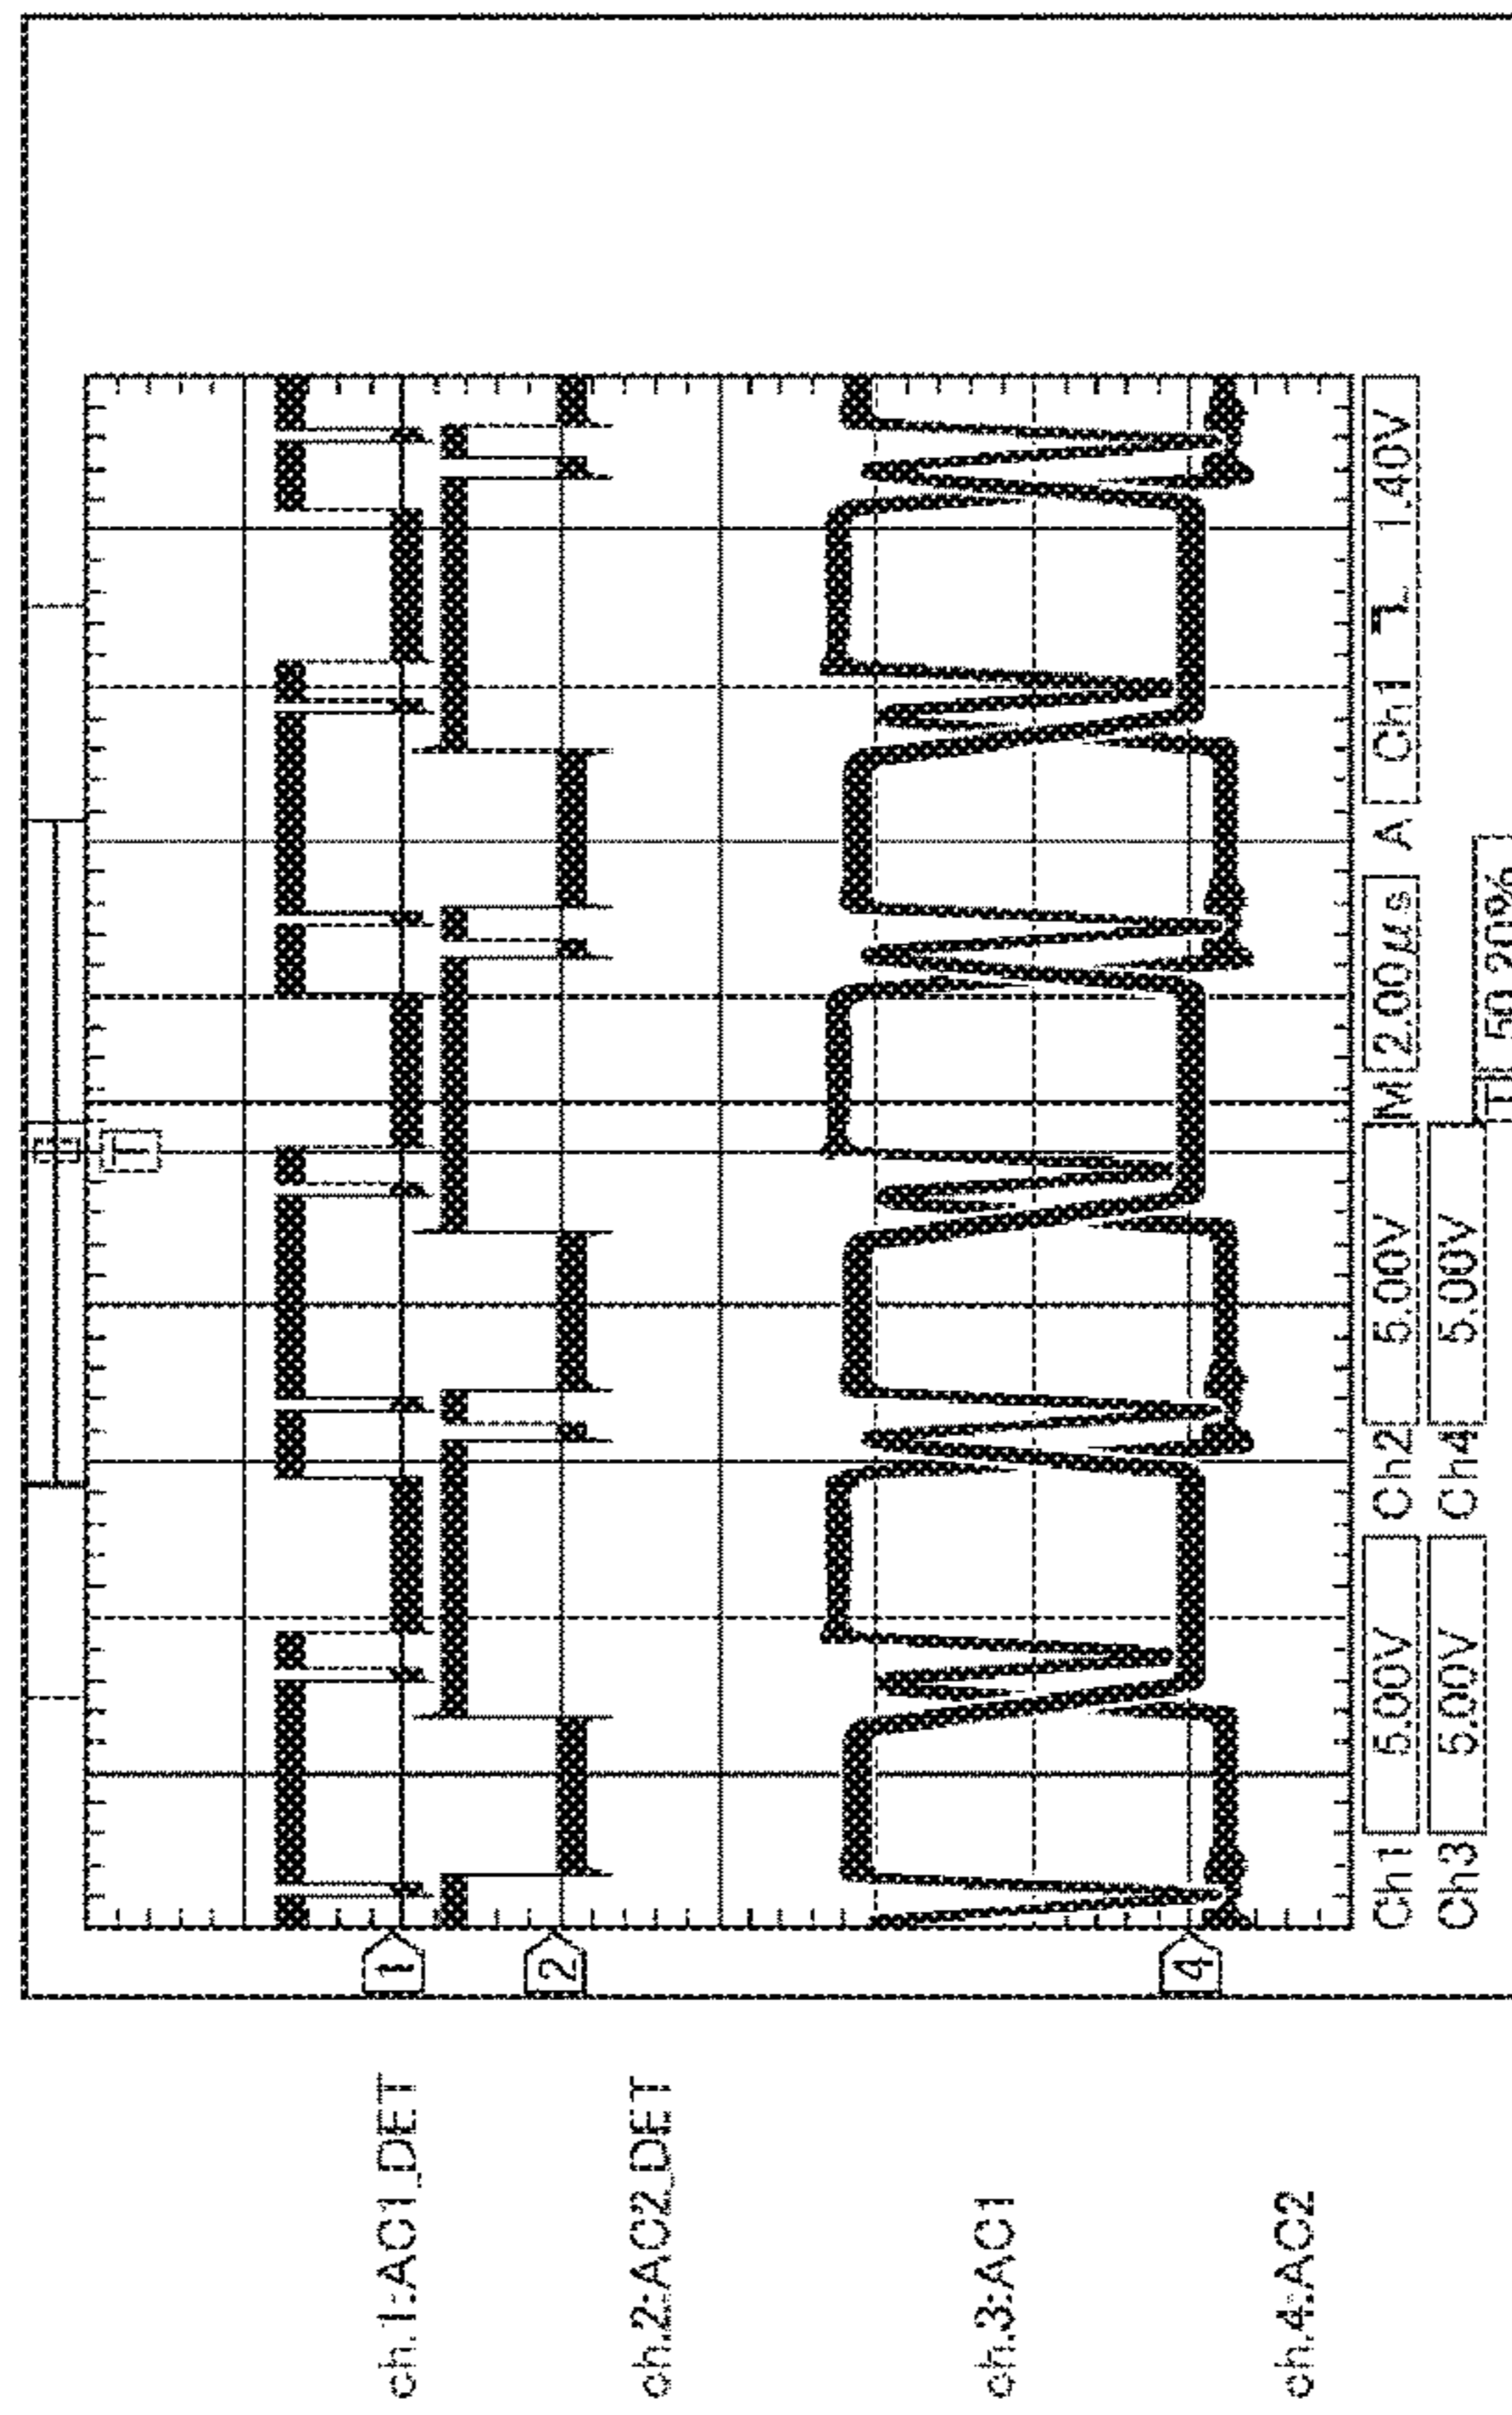 T
ch.1:AC1_DET
1
ch.2:AC2_DET
2
ch.3:AC1
ch.4:AC2
4
Ch1 5.00V Ch2 5.00V M 2.00μs A Ch1 1.40V
Ch3 5.00V Ch4 5.00V
T 50.20%